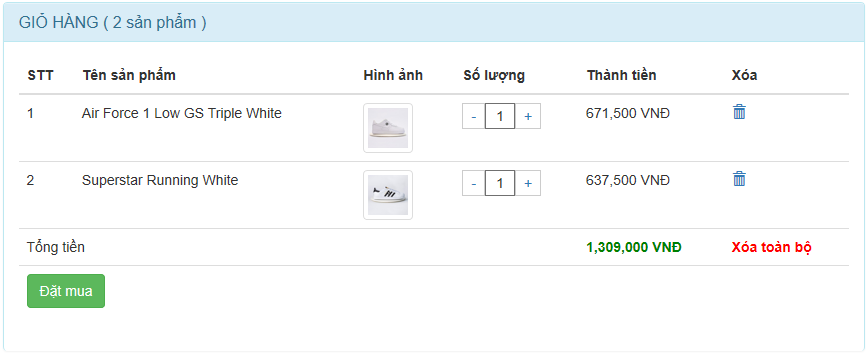 GIỎ HÀNG ( 2 sản phẩm )
STT Tên sản phẩm Hình ảnh Số lượng Thành tiền Xóa
1 Air Force 1 Low GS Triple White - 1 + 671,500 VNĐ
2 Superstar Running White - 1 + 637,500 VNĐ
Tổng tiền 1,309,000 VNĐ Xóa toàn bộ
Đặt mua